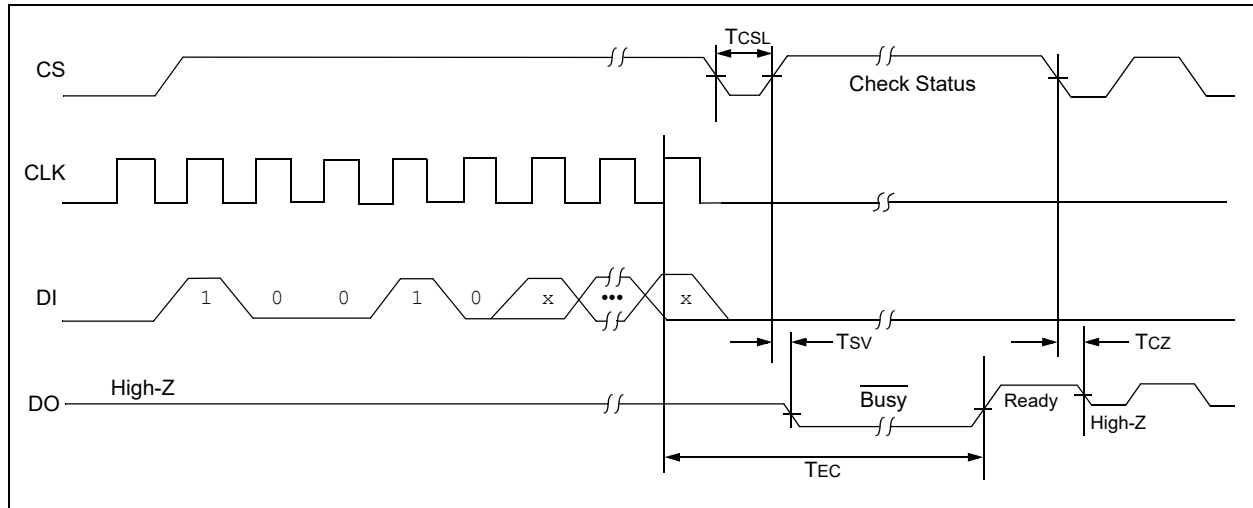 TCSL
CS
Check Status
CLK
DI
1 0 0 1 0 x ••• x
TSV
TCZ
High-Z
DO
Busy
Ready
High-Z
TEC